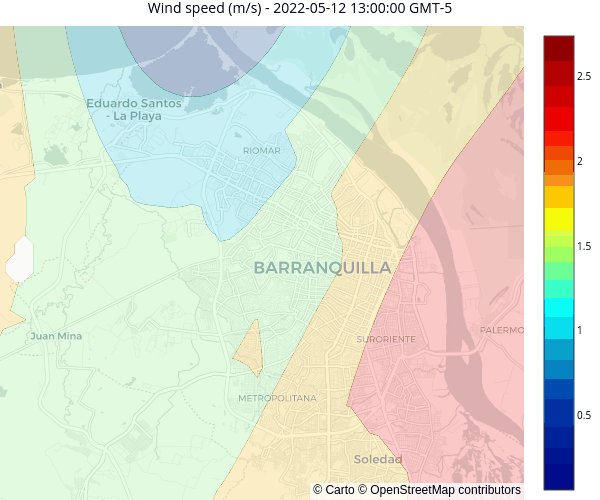 Wind speed (m/s) - 2022-05-12 13:00:00 GMT-5
Eduardo Santos
- La Playa
RIOMAR
BARRANQUILLA
Juan Mina
SURORIENTE
PALERMO
METROPOLITANA
Soledad
© Carto © OpenStreetMap contributors
2.5
2
1.5
1
0.5